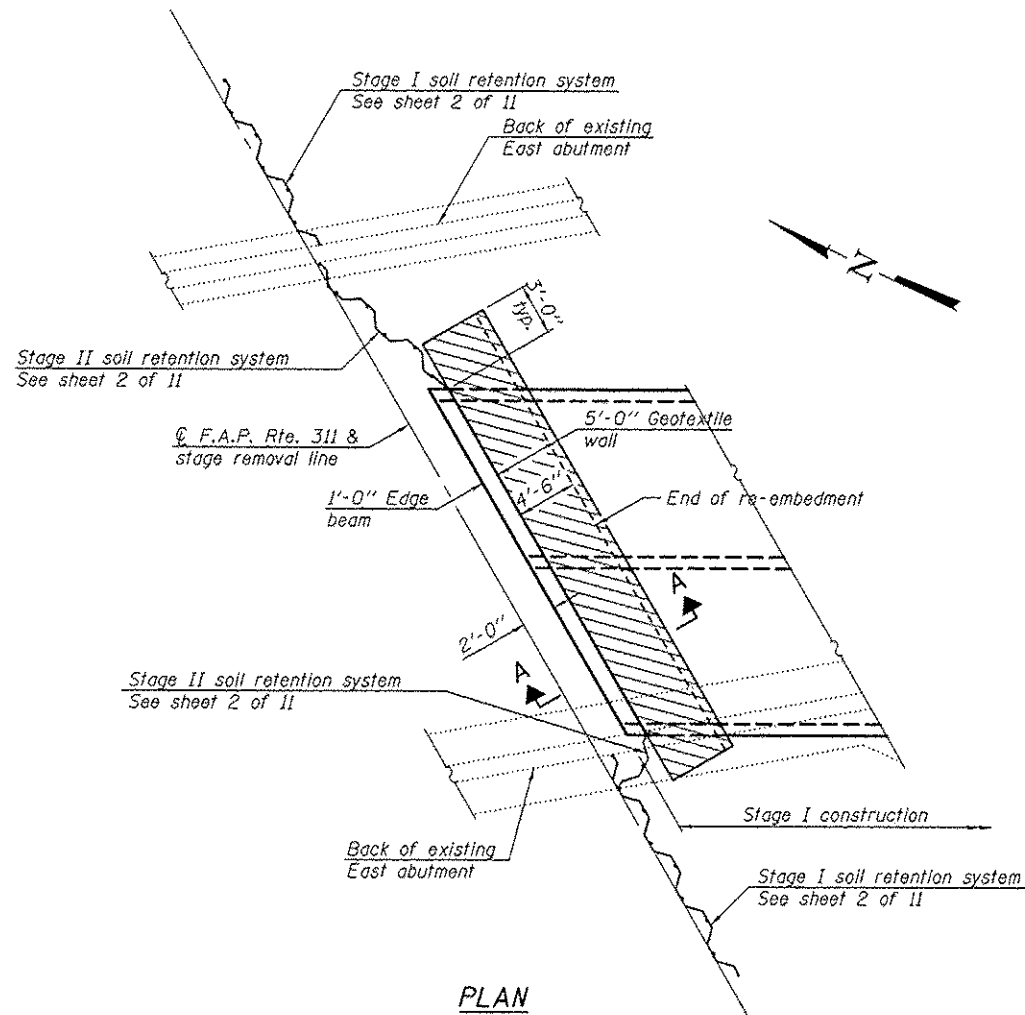 Stage I soil retention system
See sheet 2 of 11
Back of existing
East abutment
N
3'-0"
typ.
Stage II soil retention system
See sheet 2 of 11
5'-0" Geotextile
wall
℄ F.A.P. Rte. 311 &
stage removal line
4'-6"
1'-0" Edge
beam
End of re-embedment
A
2'-0"
A
Stage II soil retention system
See sheet 2 of 11
Stage I construction
Back of existing
East abutment
Stage I soil retention system
See sheet 2 of 11
PLAN